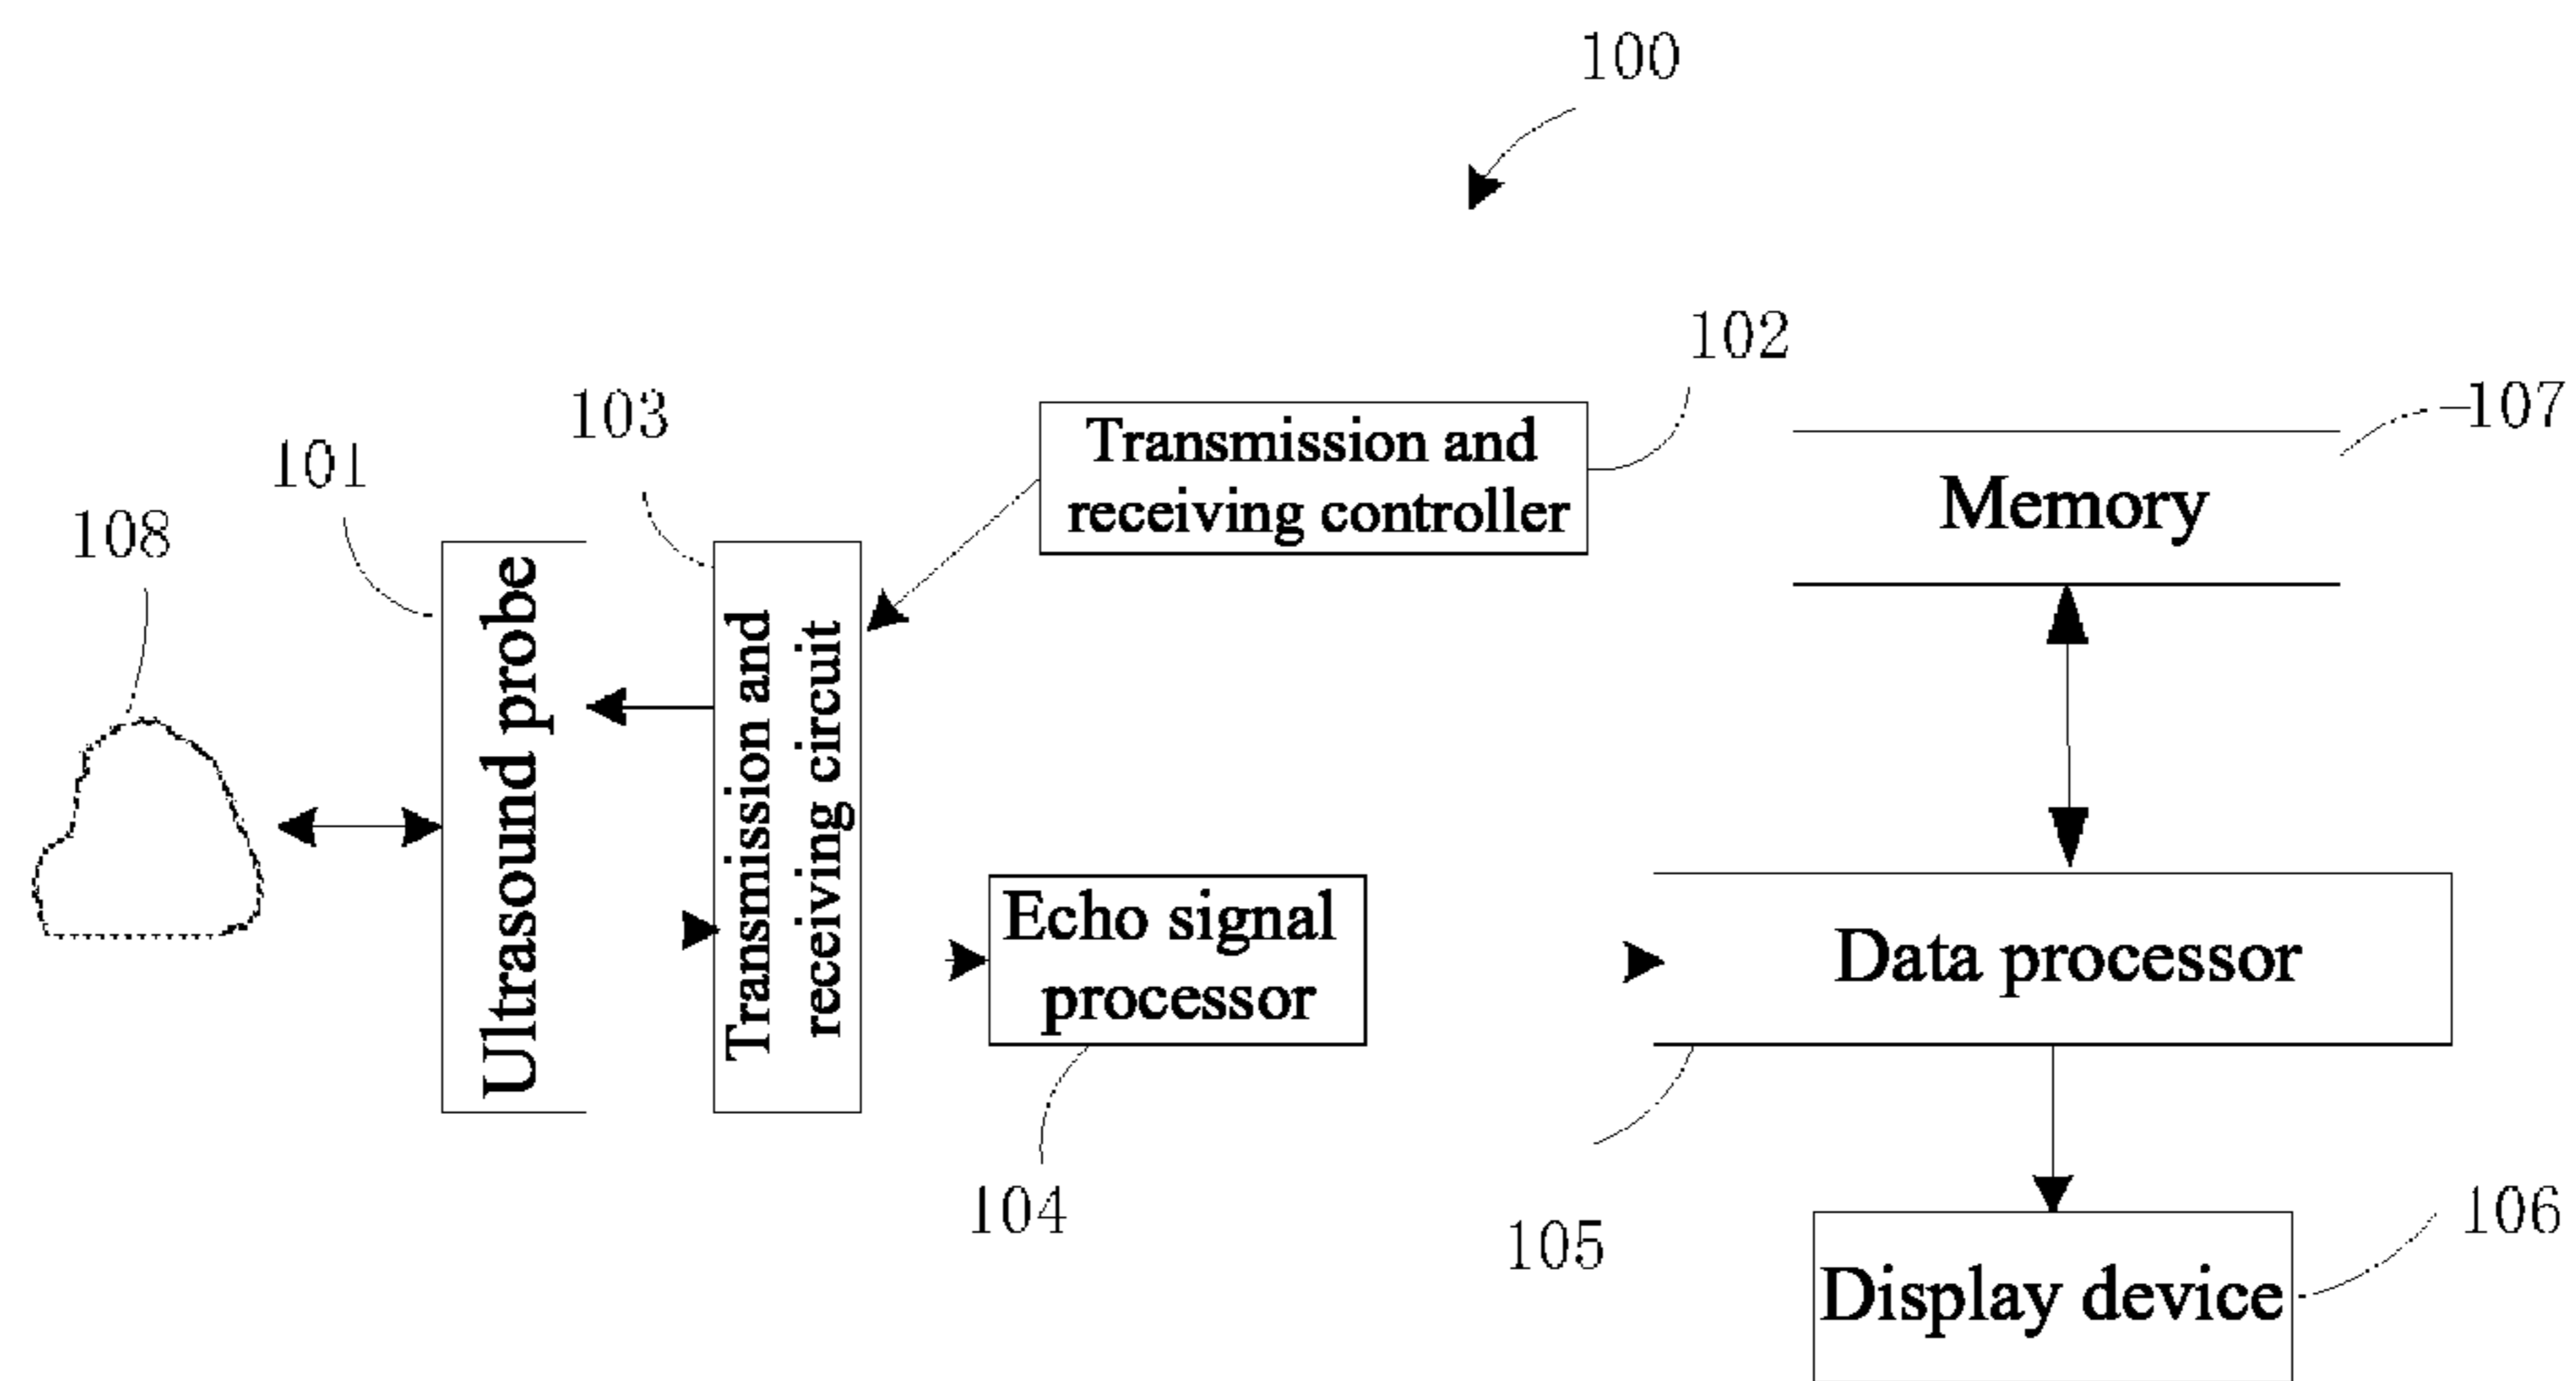 100
102
107
103
101
108
Transmission and
receiving controller
Memory
Ultrasound probe
Transmission and
receiving circuit
Echo signal
processor
Data processor
104
105
106
Display device